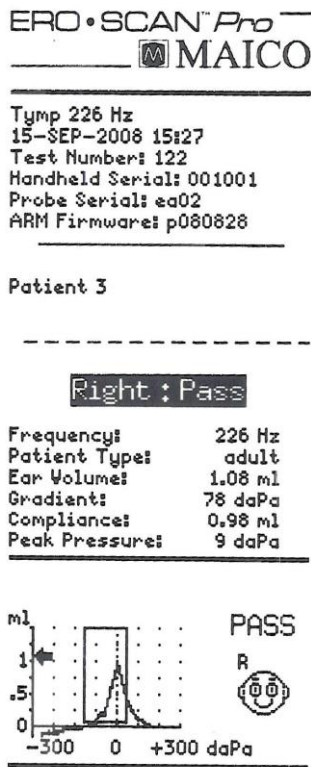 ERO•SCAN™ Pro
M MAICO
Tymp 226 Hz
15-SEP-2008 15:27
Test Number: 122
Handheld Serial: 001001
Probe Serial: ea02
ARM Firmware: p080828
Patient 3
Right : Pass
Frequency: 226 Hz
Patient Type: adult
Ear Volume: 1.08 ml
Gradient: 78 daPa
Compliance: 0.98 ml
Peak Pressure: 9 daPa
ml
PASS
R
1
.5
0
-300 0 +300 daPa